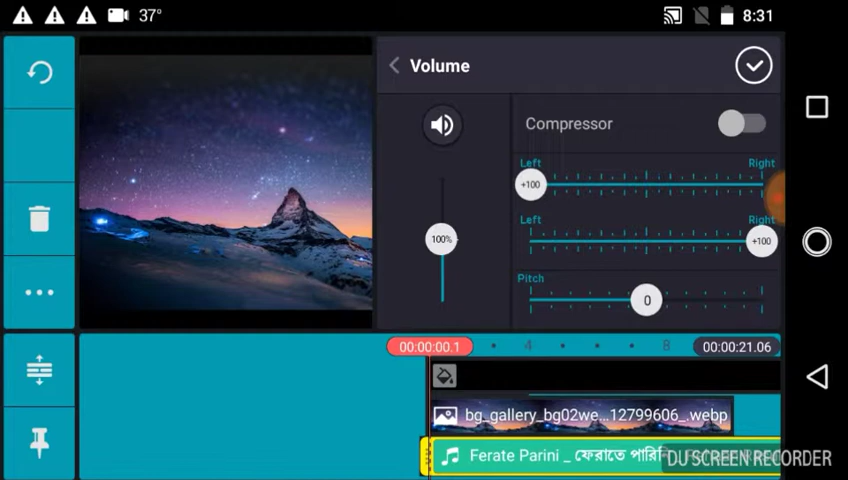 37° 8:31
Volume
Compressor
Left Right
+100
Left Right
100% +100
Pitch
0
00:00:00.1 4 8 00:00:21.06
bg_gallery_bg02we...12799606_.webp
Ferate Parini _ ফেরাতে পারিনি
DU SCREEN RECORDER